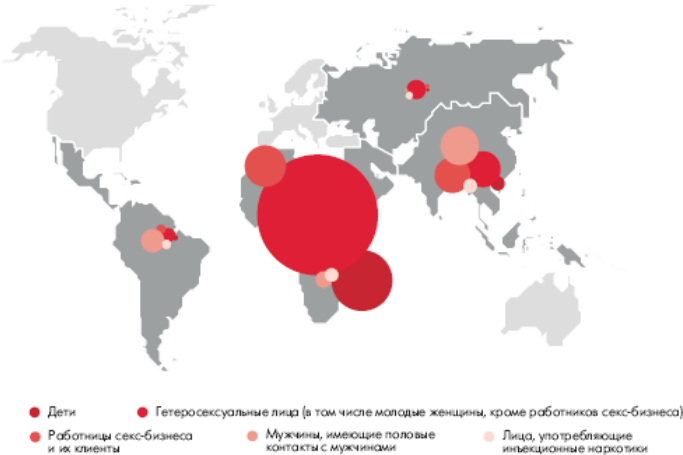 Дети
Гетеросексуальные лица (в том числе молодые женщины, кроме работников секс-бизнеса)
Работницы секс-бизнеса
и их клиенты
Мужчины, имеющие половые
контакты с мужчинами
Лица, употребляющие
инъекционные наркотики